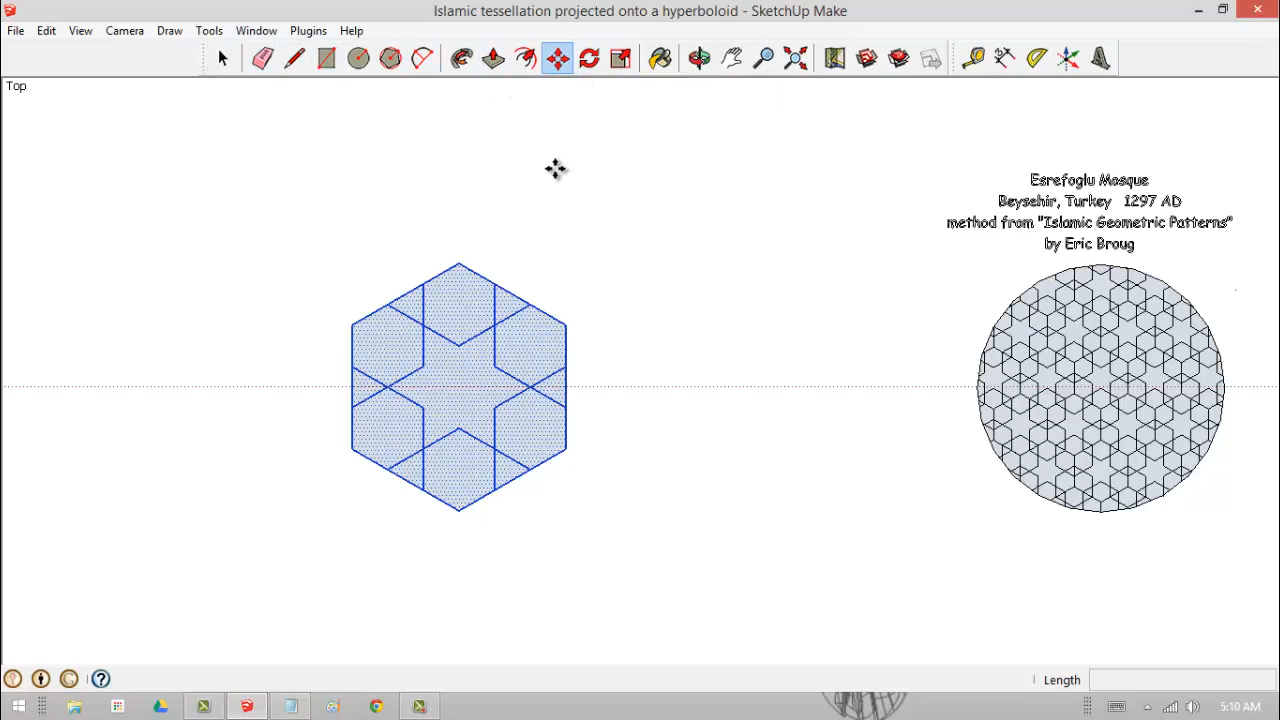 Islamic tessellation projected onto a hyperboloid - SketchUp Make
File Edit View Camera Draw Tools Window Plugins Help
Top
Esrefoglu Mosque
Beysehir, Turkey 1297 AD
method from "Islamic Geometric Patterns"
by Eric Broug
Length
5:10 AM